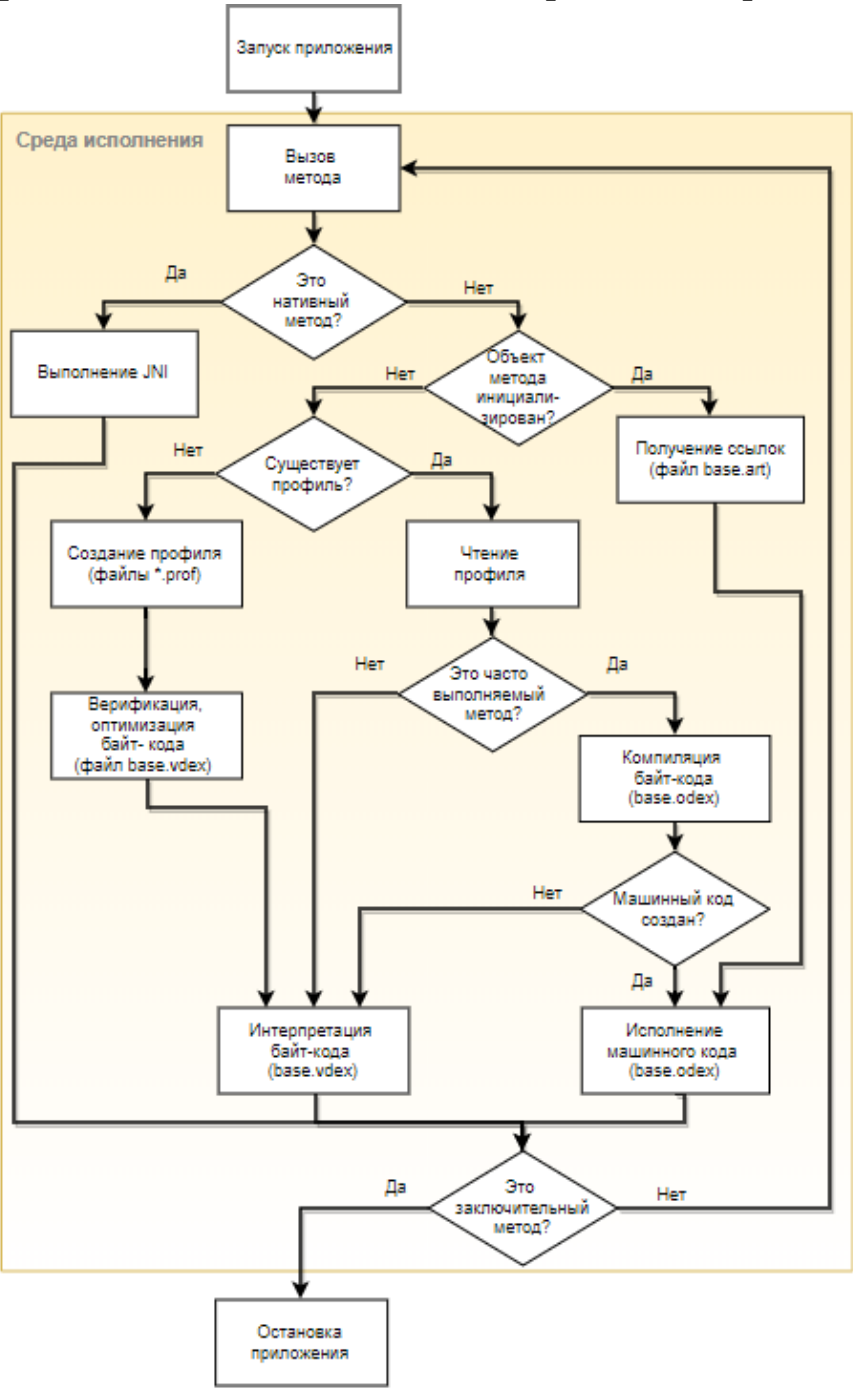 Запуск приложения
Среда исполнения
Вызов
метода
Да
Это
нативный
метод?
Нет
Выполнение JNI
Нет
Объект
метода
инициали-
зирован?
Да
Нет
Существует
профиль?
Да
Получение ссылок
(файл base.art)
Создание профиля
(файлы *.prof)
Чтение
профиля
Нет
Это часто
выполняемый
метод?
Да
Верификация,
оптимизация
байт- кода
(файл base.vdex)
Компиляция
байт-кода
(base.odex)
Нет
Машинный код
создан?
Да
Интерпретация
байт-кода
(base.vdex)
Исполнение
машинного кода
(base.odex)
Да
Это
заключительный
метод?
Нет
Остановка
приложения